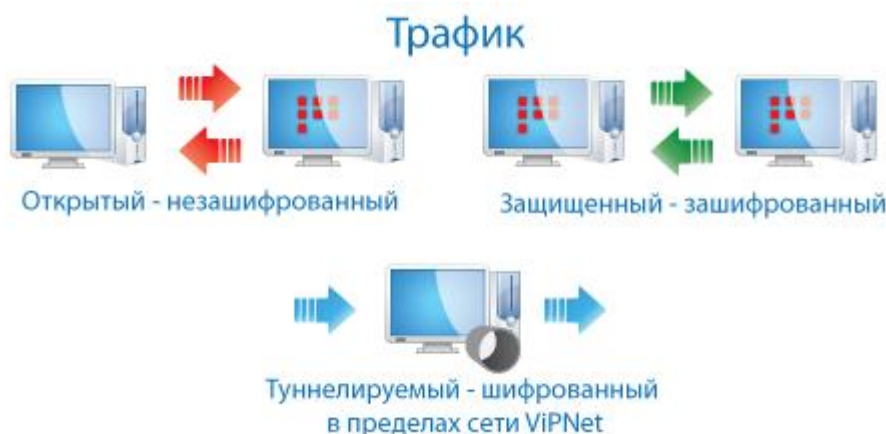 Трафик
Открытый - незашифрованный
Защищенный - зашифрованный
Туннелируемый - шифрованный
в пределах сети ViPNet